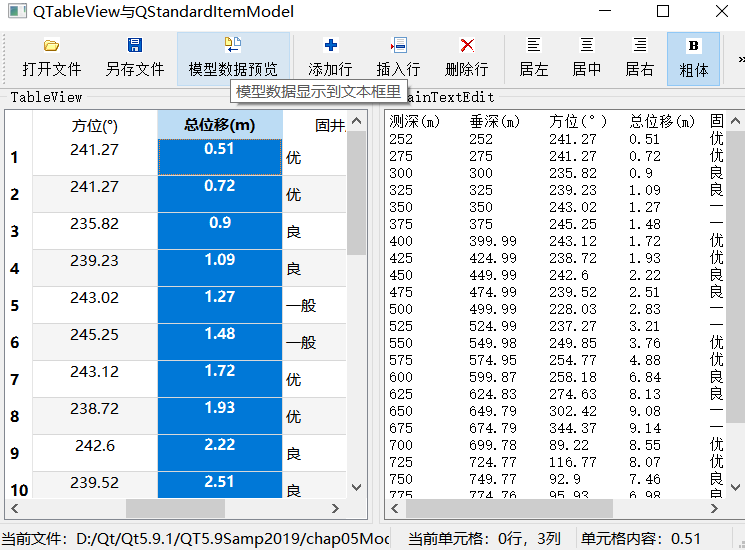 QTableView与QStandardItemModel
打开文件 另存文件 模型数据预览 添加行 插入行 删除行 居左 居中 居右 B 粗体 »
模型数据显示到文本框里
TableView
方位(°) 总位移(m) 固井
1 241.27 0.51 优
2 241.27 0.72 优
3 235.82 0.9 良
4 239.23 1.09 良
5 243.02 1.27 一般
6 245.25 1.48 一般
7 243.12 1.72 优
8 238.72 1.93 优
9 242.6 2.22 良
10 239.52 2.51 良
ainTextEdit
测深(m) 垂深(m) 方位(°) 总位移(m) 固
252 252 241.27 0.51 优
275 275 241.27 0.72 优
300 300 235.82 0.9 良
325 325 239.23 1.09 良
350 350 243.02 1.27 一
375 375 245.25 1.48 一
400 399.99 243.12 1.72 优
425 424.99 238.72 1.93 优
450 449.99 242.6 2.22 良
475 474.99 239.52 2.51 良
500 499.99 228.03 2.83 一
525 524.99 237.27 3.21 一
550 549.98 249.85 3.76 优
575 574.95 254.77 4.88 优
600 599.87 258.18 6.84 良
625 624.83 274.63 8.13 良
650 649.79 302.42 9.08 一
675 674.79 344.37 9.14 一
700 699.78 89.22 8.55 优
725 724.77 116.77 8.07 优
750 749.77 92.9 7.46 良
775 774.76 95.93 6.98 良
当前文件：D:/Qt/Qt5.9.1/QT5.9Samp2019/chap05Mod 当前单元格：0行，3列 单元格内容：0.51